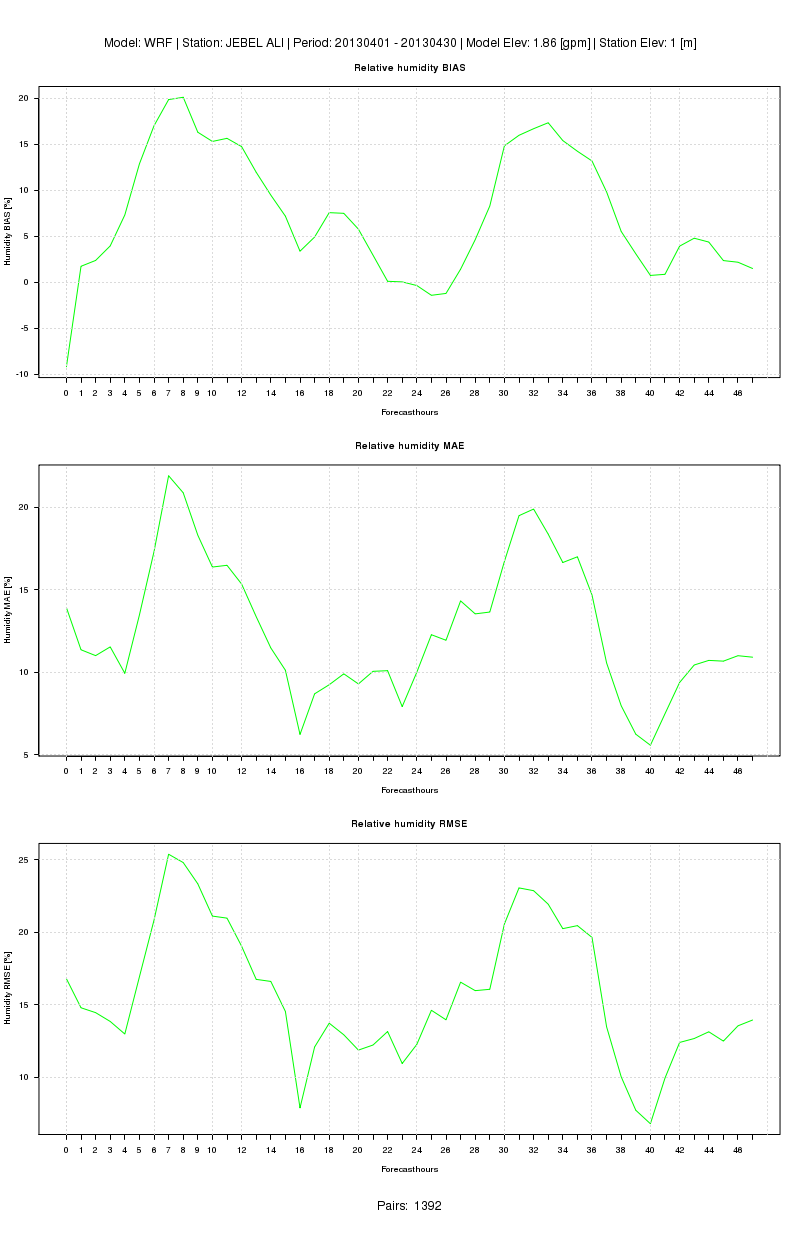 Model: WRF | Station: JEBEL ALI | Period: 20130401 - 20130430 | Model Elev: 1.86 [gpm] | Station Elev: 1 [m]
Relative humidity BIAS
Humidity BIAS [%]
20
15
10
5
0
-5
-10
0 1 2 3 4 5 6 7 8 9 10 12 14 16 18 20 22 24 26 28 30 32 34 36 38 40 42 44 46
Forecasthours
Relative humidity MAE
Humidity MAE [%]
20
15
10
5
0 1 2 3 4 5 6 7 8 9 10 12 14 16 18 20 22 24 26 28 30 32 34 36 38 40 42 44 46
Forecasthours
Relative humidity RMSE
Humidity RMSE [%]
25
20
15
10
0 1 2 3 4 5 6 7 8 9 10 12 14 16 18 20 22 24 26 28 30 32 34 36 38 40 42 44 46
Forecasthours
Pairs: 1392